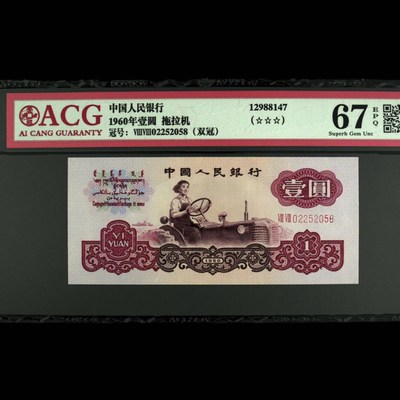 ACG
AI CANG GUARANTY
中国人民银行
1960年壹圆 拖拉机
冠号：ⅧⅧ02252058（双冠）
12988147
(☆☆☆)
67 EPQ
Superb Gem Unc
中國人民銀行
壹圓
ⅧⅧ02252058
YI YUAN
1960
1